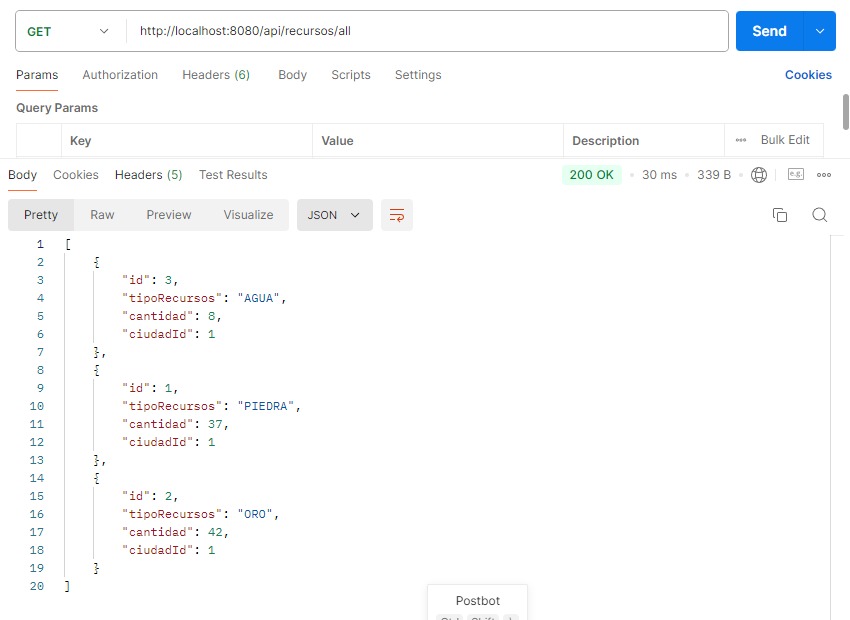 GET http://localhost:8080/api/recursos/all Send
Params Authorization Headers (6) Body Scripts Settings Cookies
Query Params
Key Value Description Bulk Edit
Body Cookies Headers (5) Test Results 200 OK 30 ms 339 B e.g.
Pretty Raw Preview Visualize JSON
1 [
2 {
3 "id": 3,
4 "tipoRecursos": "AGUA",
5 "cantidad": 8,
6 "ciudadId": 1
7 },
8 {
9 "id": 1,
10 "tipoRecursos": "PIEDRA",
11 "cantidad": 37,
12 "ciudadId": 1
13 },
14 {
15 "id": 2,
16 "tipoRecursos": "ORO",
17 "cantidad": 42,
18 "ciudadId": 1
19 }
20 ]
Postbot